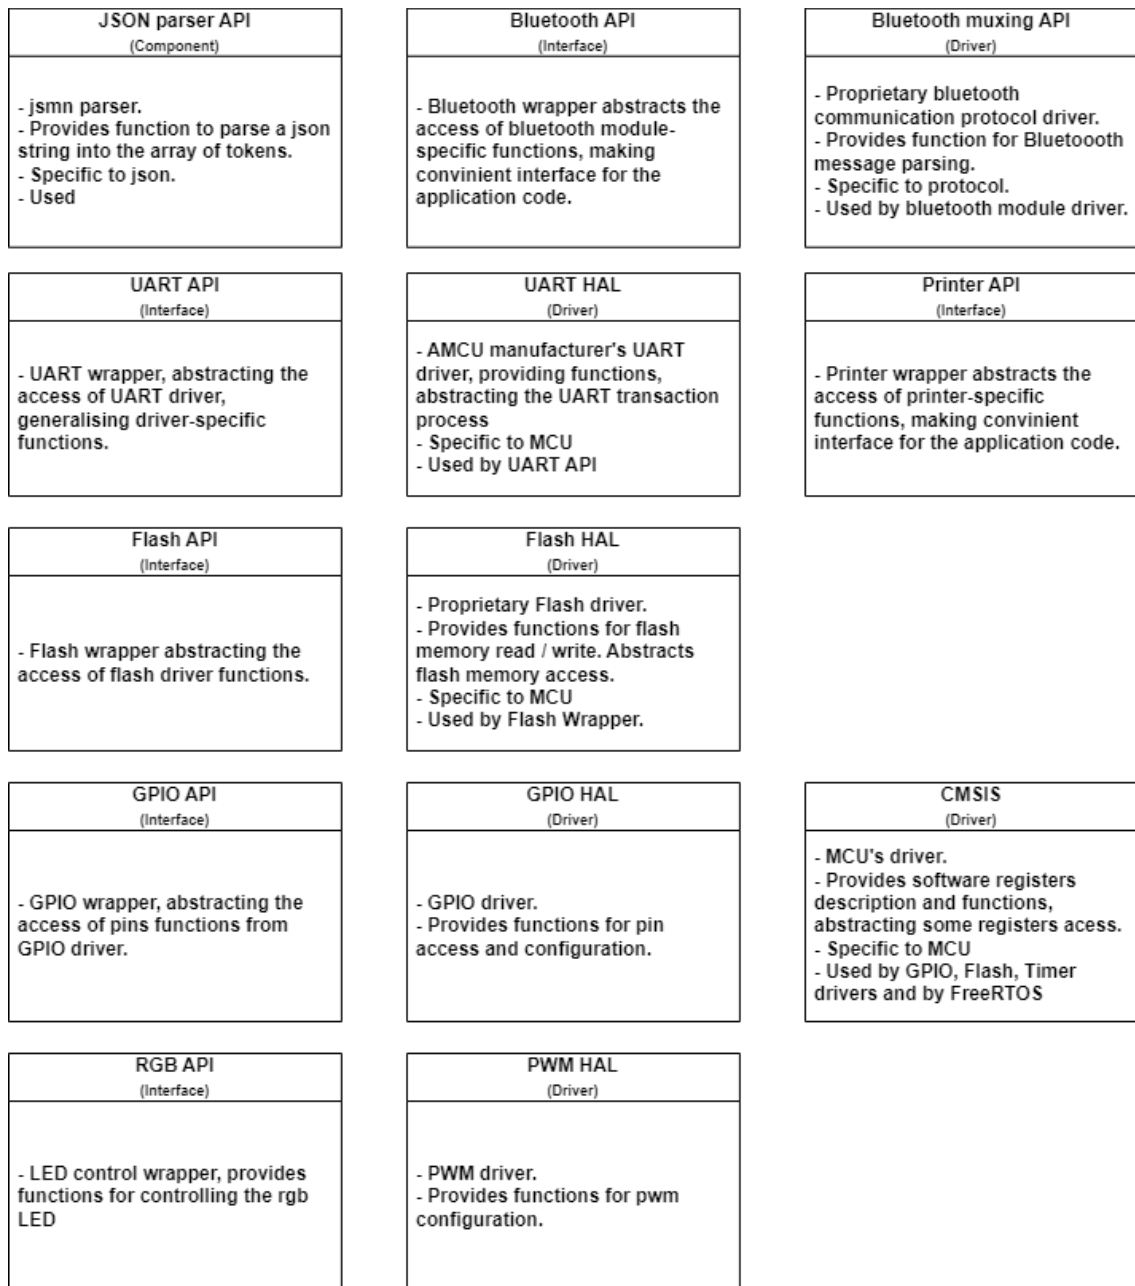 JSON parser API
(Component)
- jsmn parser.
- Provides function to parse a json
string into the array of tokens.
- Specific to json.
- Used
Bluetooth API
(Interface)
- Bluetooth wrapper abstracts the
access of bluetooth module-
specific functions, making
convinient interface for the
application code.
Bluetooth muxing API
(Driver)
- Proprietary bluetooth
communication protocol driver.
- Provides function for Bluetoooth
message parsing.
- Specific to protocol.
- Used by bluetooth module driver.
UART API
(Interface)
- UART wrapper, abstracting the
access of UART driver,
generalising driver-specific
functions.
UART HAL
(Driver)
- AMCU manufacturer's UART
driver, providing functions,
abstracting the UART transaction
process
- Specific to MCU
- Used by UART API
Printer API
(Interface)
- Printer wrapper abstracts the
access of printer-specific
functions, making convinient
interface for the application code.
Flash API
(Interface)
- Flash wrapper abstracting the
access of flash driver functions.
Flash HAL
(Driver)
- Proprietary Flash driver.
- Provides functions for flash
memory read / write. Abstracts
flash memory access.
- Specific to MCU
- Used by Flash Wrapper.
GPIO API
(Interface)
- GPIO wrapper, abstracting the
access of pins functions from
GPIO driver.
GPIO HAL
(Driver)
- GPIO driver.
- Provides functions for pin
access and configuration.
CMSIS
(Driver)
- MCU's driver.
- Provides software registers
description and functions,
abstracting some registers acess.
- Specific to MCU
- Used by GPIO, Flash, Timer
drivers and by FreeRTOS
RGB API
(Interface)
- LED control wrapper, provides
functions for controlling the rgb
LED
PWM HAL
(Driver)
- PWM driver.
- Provides functions for pwm
configuration.